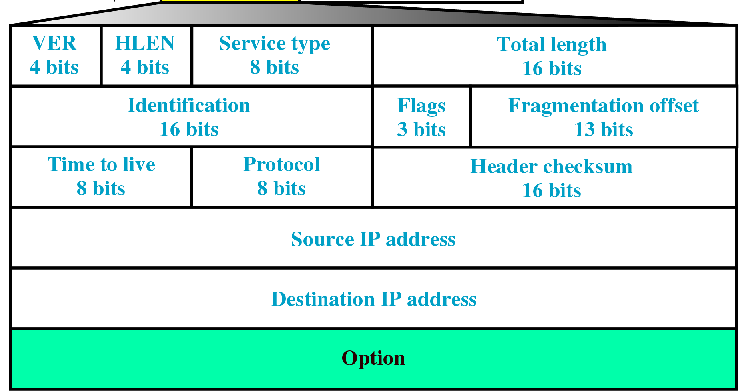 VER HLEN Service type Total length
4 bits 4 bits 8 bits 16 bits
Identification Flags Fragmentation offset
16 bits 3 bits 13 bits
Time to live Protocol Header checksum
8 bits 8 bits 16 bits
Source IP address
Destination IP address
Option